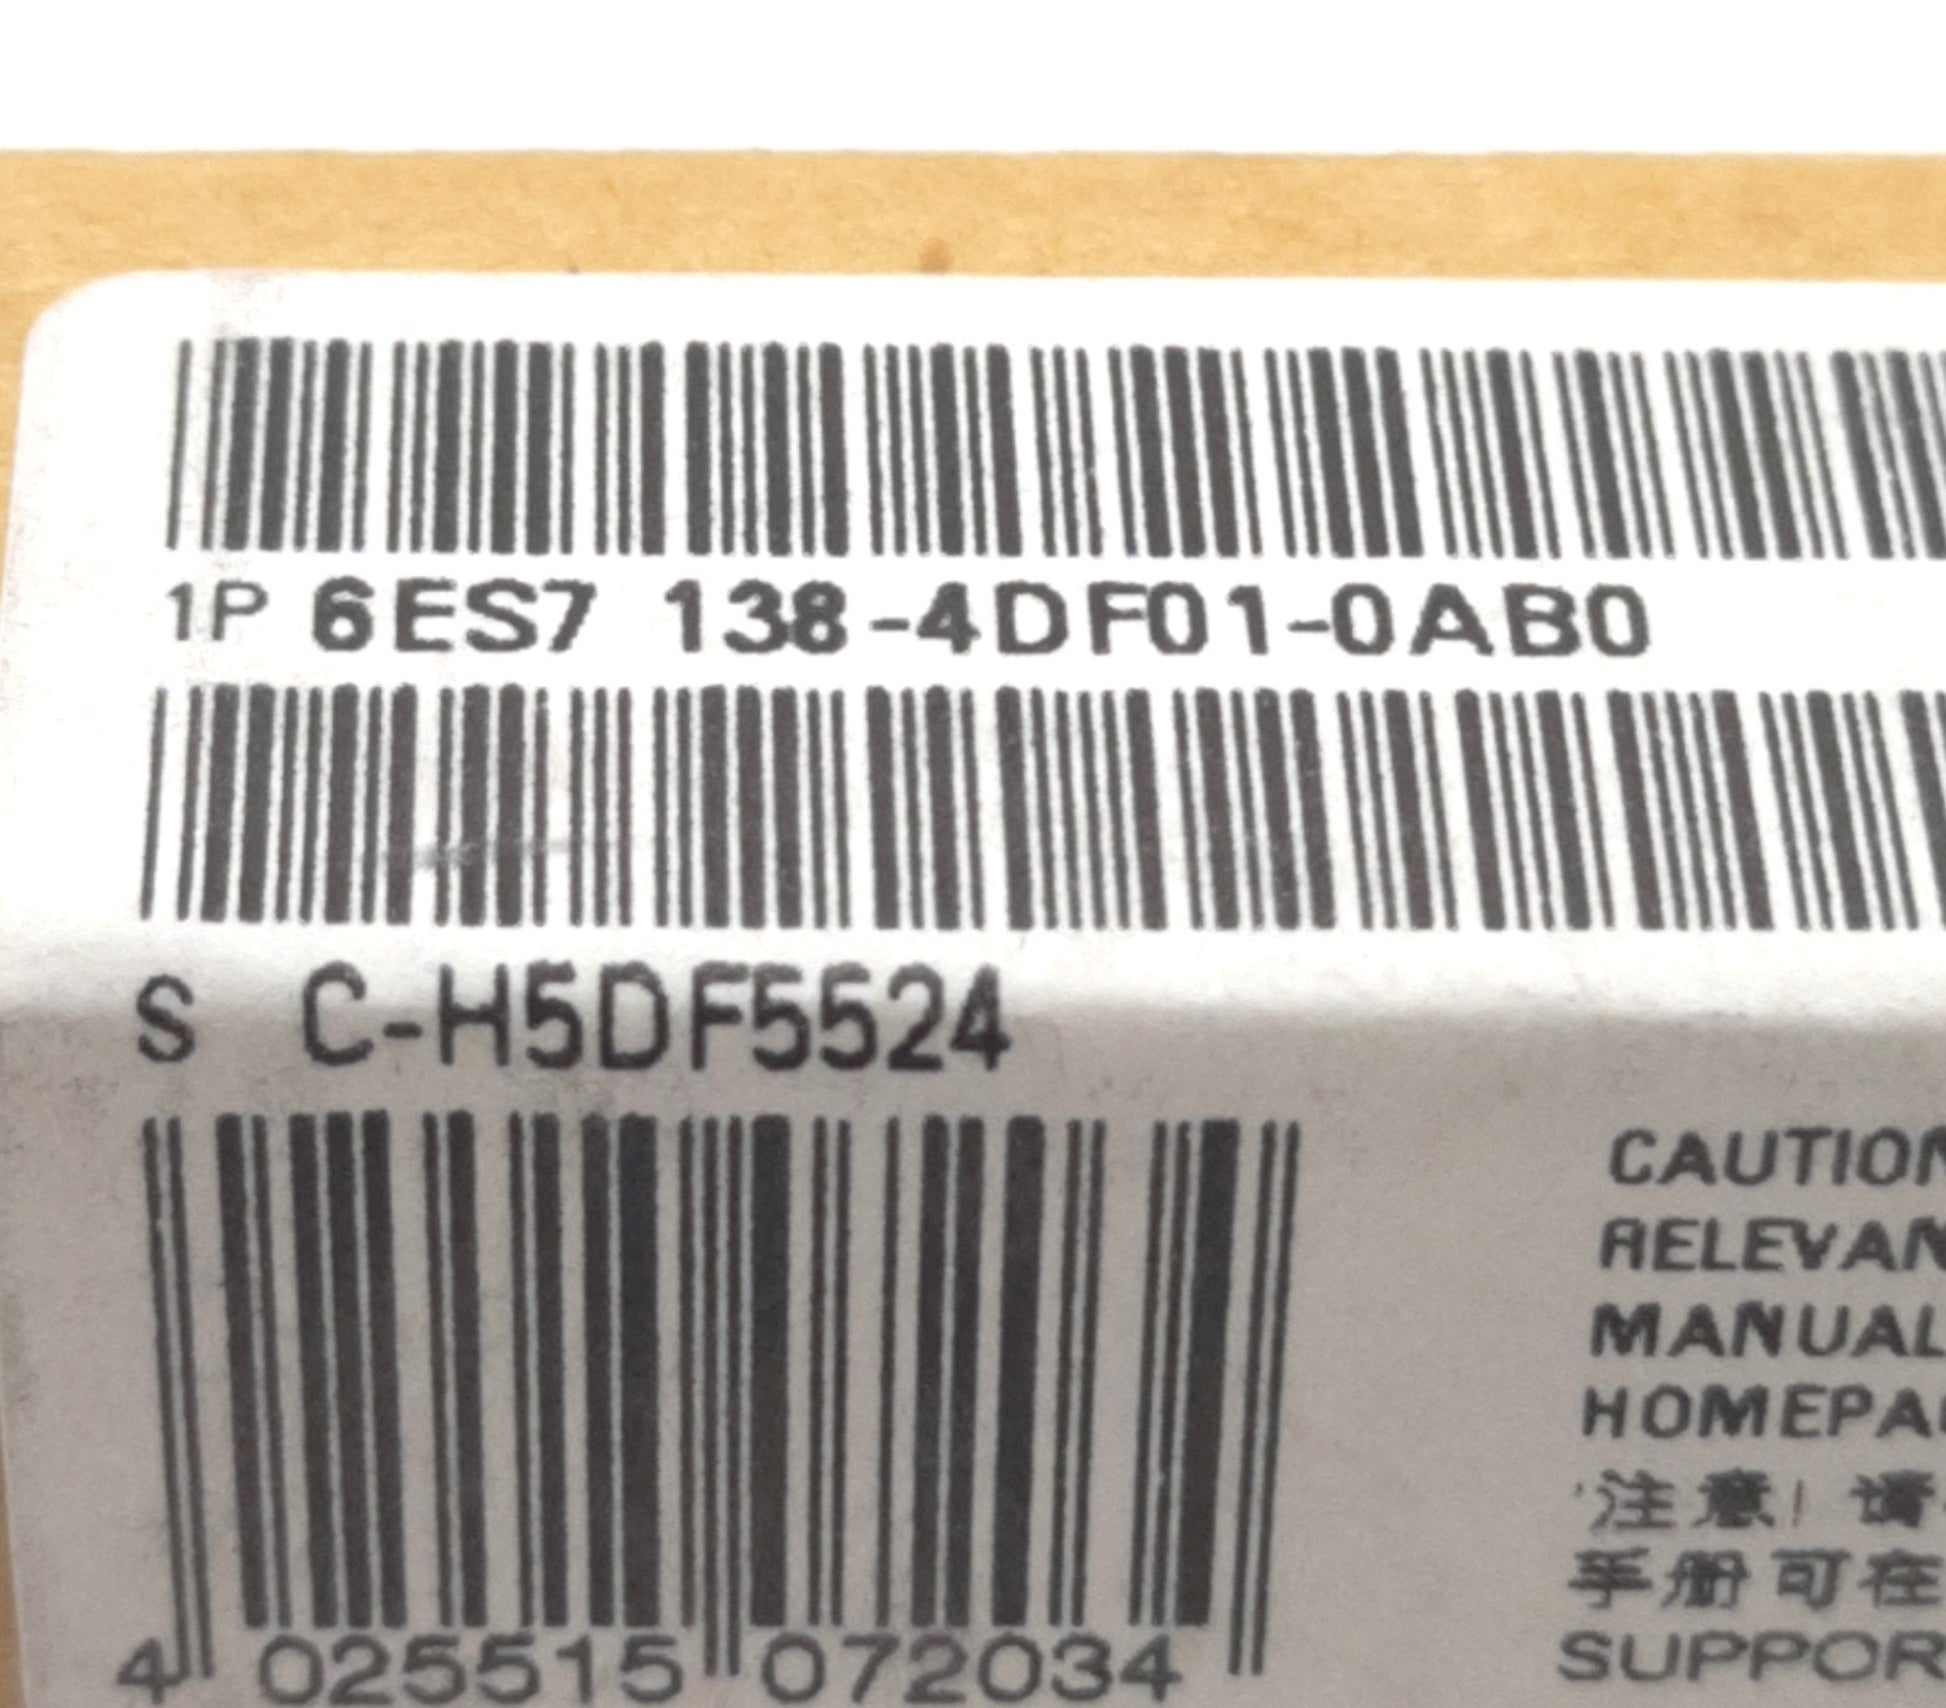 1P 6ES7 138-4DF01-0AB0
S C-H5DF5524
CAUTION
RELEVAN
MANUAL
HOMEPA
注意! 请
手册可在
SUPPOR
4 025515 072034